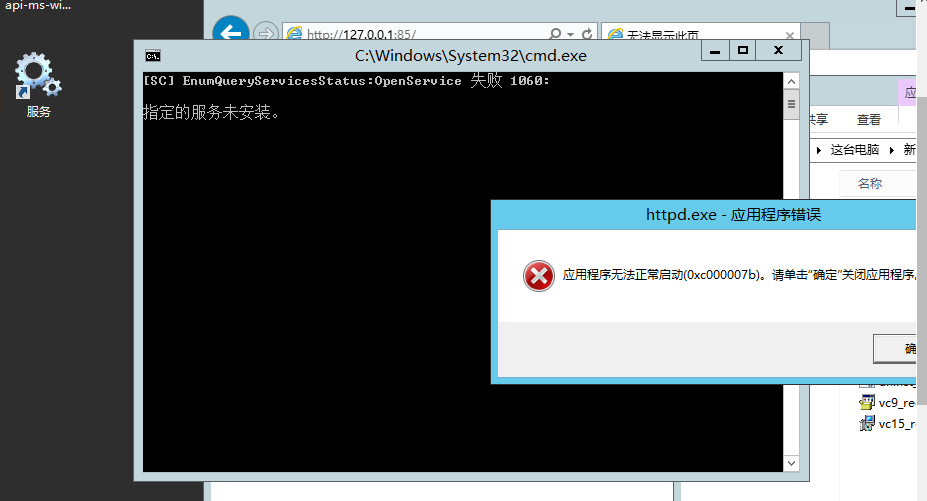 api-ms-wi...
http://127.0.0.1:85/
无法显示此页
C:\Windows\System32\cmd.exe
[SC] EnumQueryServicesStatus:OpenService 失败 1060:
指定的服务未安装。
服务
共享
查看
这台电脑
新
名称
httpd.exe - 应用程序错误
应用程序无法正常启动(0xc000007b)。请单击“确定”关闭应用程序。
确
vc9_re
vc15_re